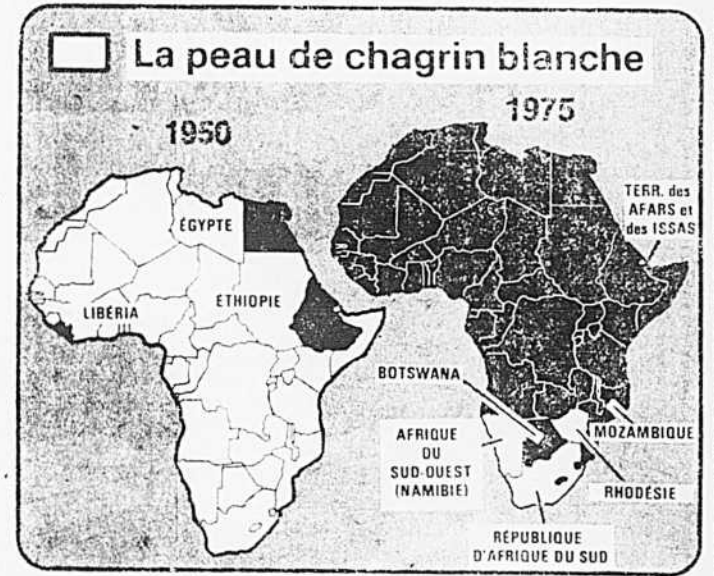 La peau de chagrin blanche
1950
1975
ÉGYPTE
LIBÉRIA
ÉTHIOPIE
TERR. des
AFARS et
des ISSAS
BOTSWANA
MOZAMBIQUE
AFRIQUE
DU
SUD-OUEST
(NAMIBIE)
RHODÉSIE
RÉPUBLIQUE
D'AFRIQUE DU SUD